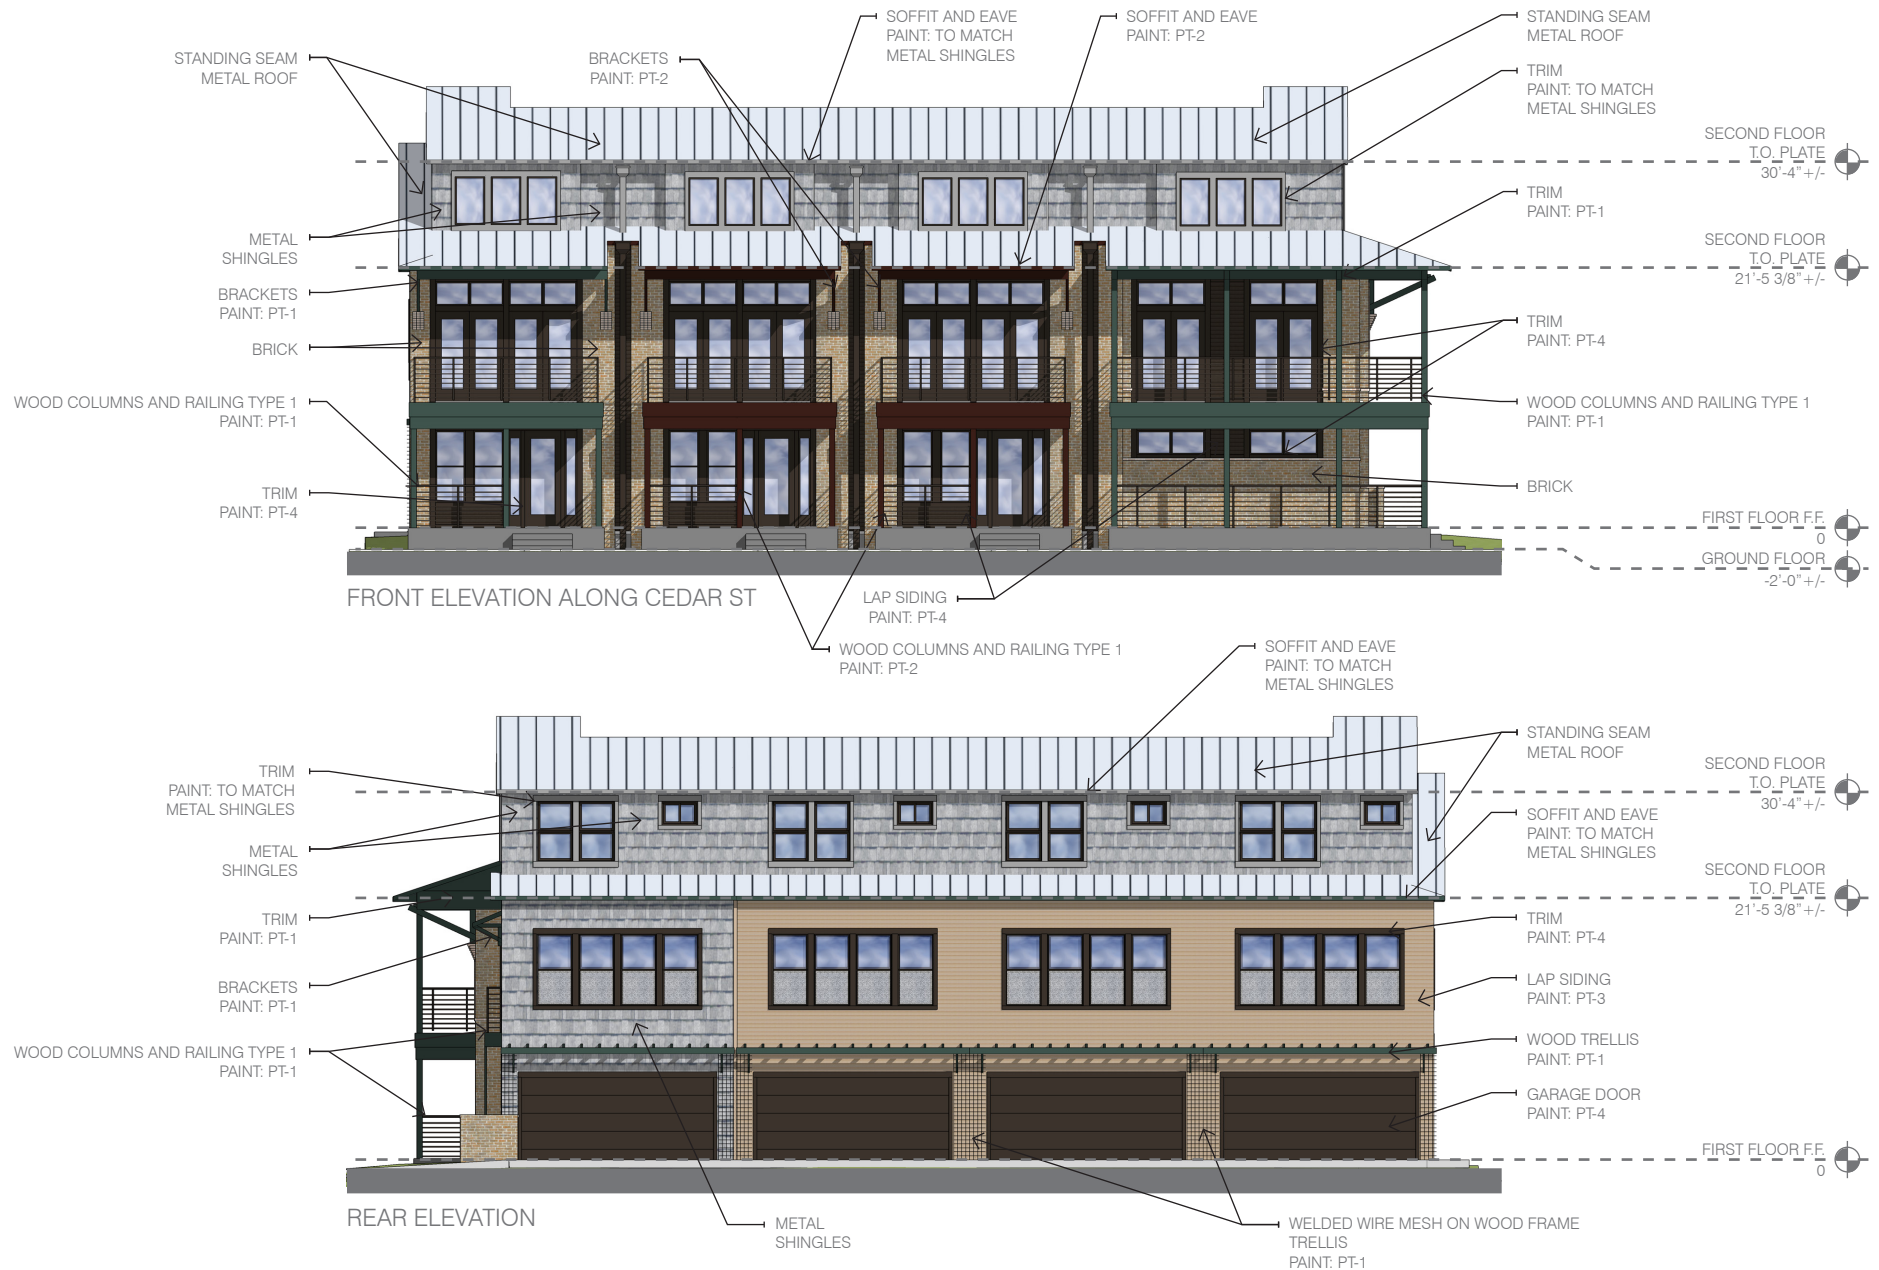 SOFFIT AND EAVE
PAINT: TO MATCH
METAL SHINGLES
SOFFIT AND EAVE
PAINT: PT-2
STANDING SEAM
METAL ROOF
STANDING SEAM
METAL ROOF
BRACKETS
PAINT: PT-2
TRIM
PAINT: TO MATCH
METAL SHINGLES
SECOND FLOOR
T.O. PLATE
30'-4"+/-
TRIM
PAINT: PT-1
METAL
SHINGLES
SECOND FLOOR
T.O. PLATE
21'-5 3/8"+/-
BRACKETS
PAINT: PT-1
TRIM
PAINT: PT-4
BRICK
WOOD COLUMNS AND RAILING TYPE 1
PAINT: PT-1
WOOD COLUMNS AND RAILING TYPE 1
PAINT: PT-1
TRIM
PAINT: PT-4
BRICK
FIRST FLOOR F.F.
0
GROUND FLOOR
-2'-0"+/-
FRONT ELEVATION ALONG CEDAR ST
LAP SIDING
PAINT: PT-4
WOOD COLUMNS AND RAILING TYPE 1
PAINT: PT-2
SOFFIT AND EAVE
PAINT: TO MATCH
METAL SHINGLES
STANDING SEAM
METAL ROOF
TRIM
PAINT: TO MATCH
METAL SHINGLES
SECOND FLOOR
T.O. PLATE
30'-4"+/-
SOFFIT AND EAVE
PAINT: TO MATCH
METAL SHINGLES
METAL
SHINGLES
SECOND FLOOR
T.O. PLATE
21'-5 3/8"+/-
TRIM
PAINT: PT-1
TRIM
PAINT: PT-4
BRACKETS
PAINT: PT-1
LAP SIDING
PAINT: PT-3
WOOD COLUMNS AND RAILING TYPE 1
PAINT: PT-1
WOOD TRELLIS
PAINT: PT-1
GARAGE DOOR
PAINT: PT-4
FIRST FLOOR F.F.
0
REAR ELEVATION
METAL
SHINGLES
WELDED WIRE MESH ON WOOD FRAME
TRELLIS
PAINT: PT-1